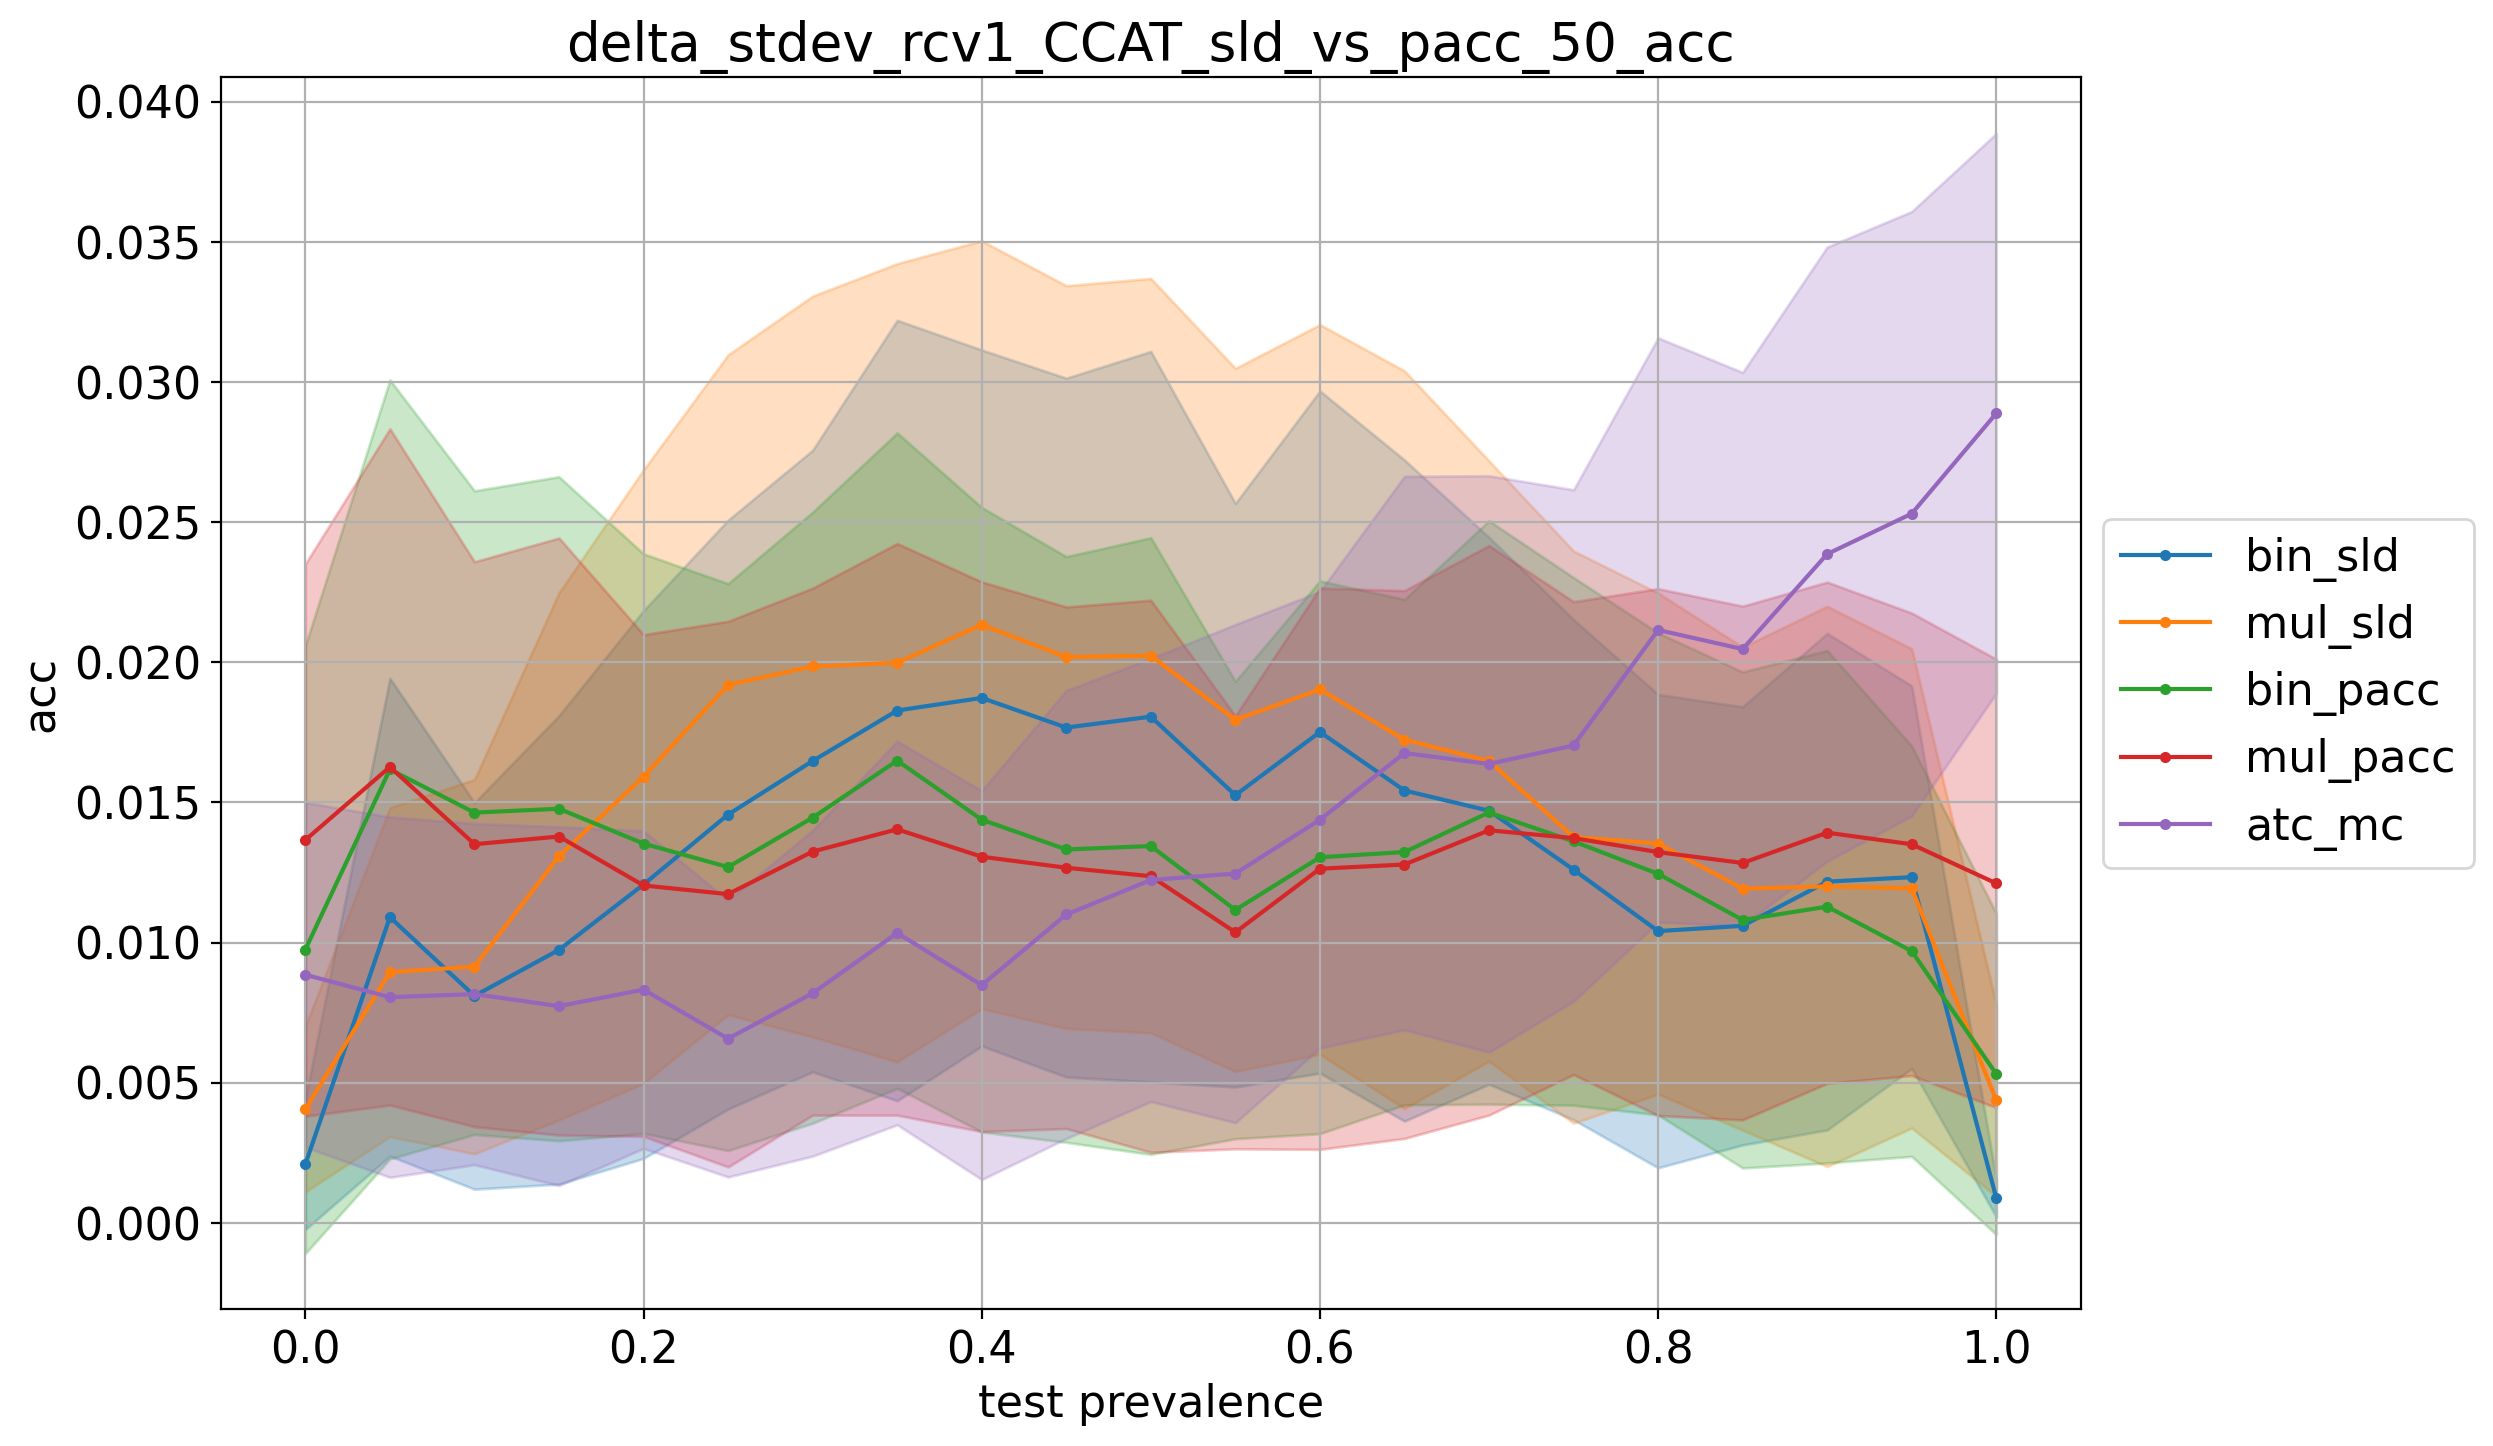 delta_stdev_rcv1_CCAT_sld_vs_pacc_50_acc
0.040
0.035
0.030
0.025
0.020
0.015
0.010
0.005
0.000
acc
0.0 0.2 0.4 0.6 0.8 1.0
test prevalence
bin_sld
mul_sld
bin_pacc
mul_pacc
atc_mc